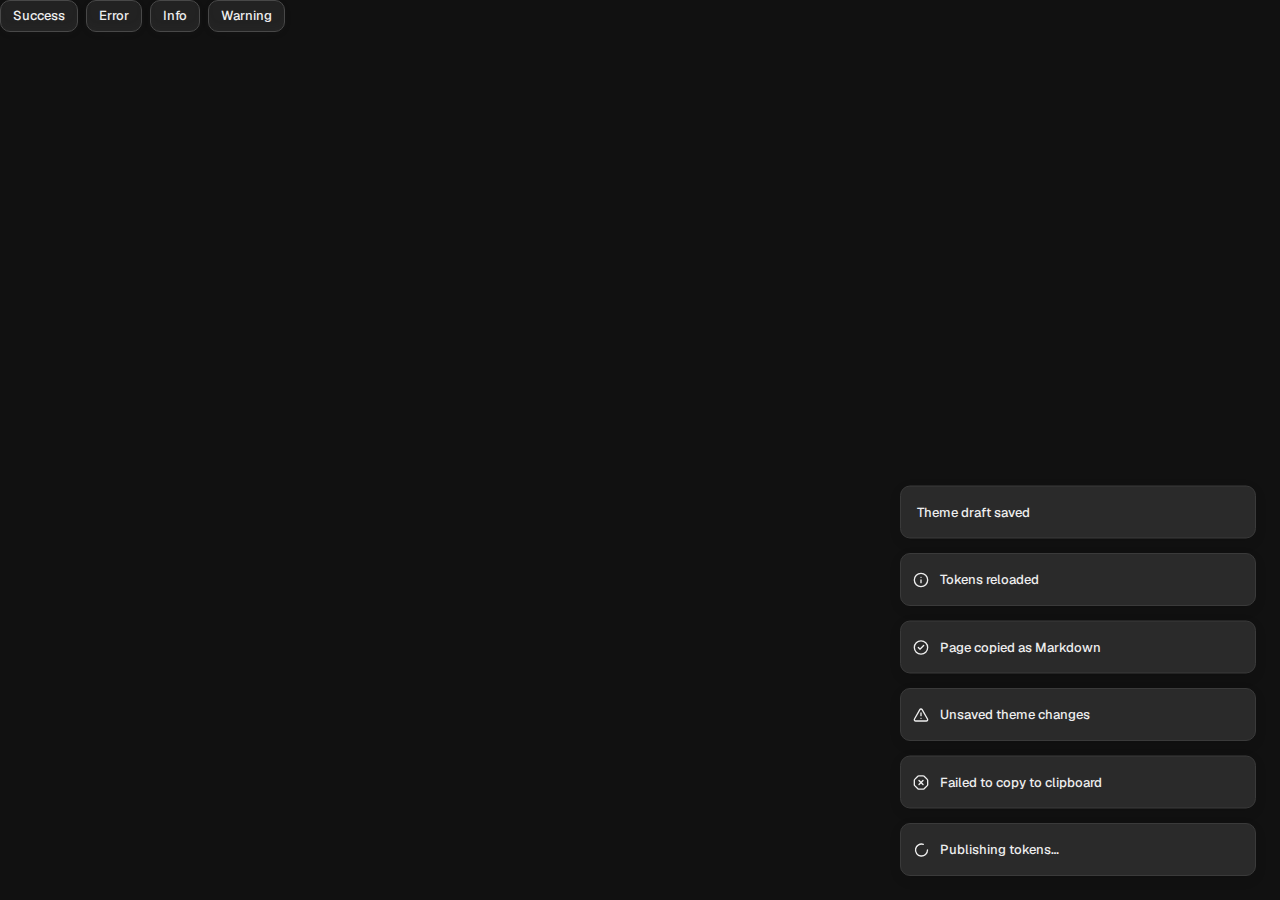 Success
Error
Info
Warning
Theme draft saved
Tokens reloaded
Page copied as Markdown
Unsaved theme changes
Failed to copy to clipboard
Publishing tokens…